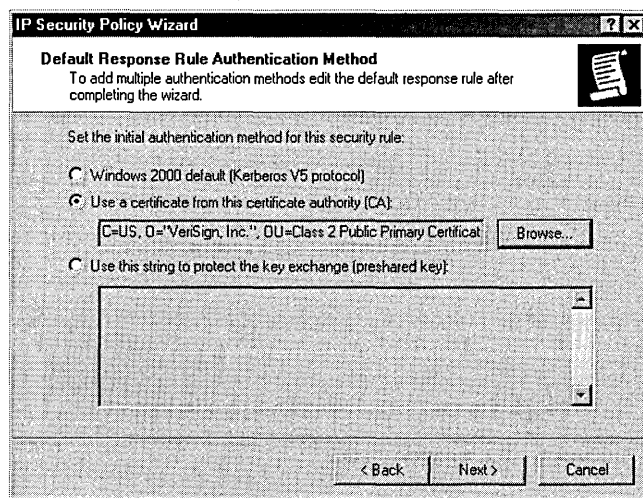 IP Security Policy Wizard
Default Response Rule Authentication Method
To add multiple authentication methods edit the default response rule after
completing the wizard.
Set the initial authentication method for this security rule:
Windows 2000 default (Kerberos V5 protocol)
Use a certificate from this certificate authority (CA):
C=US, O="VeriSign, Inc.", OU=Class 2 Public Primary Certificat
Browse...
Use this string to protect the key exchange (preshared key):
< Back
Next >
Cancel